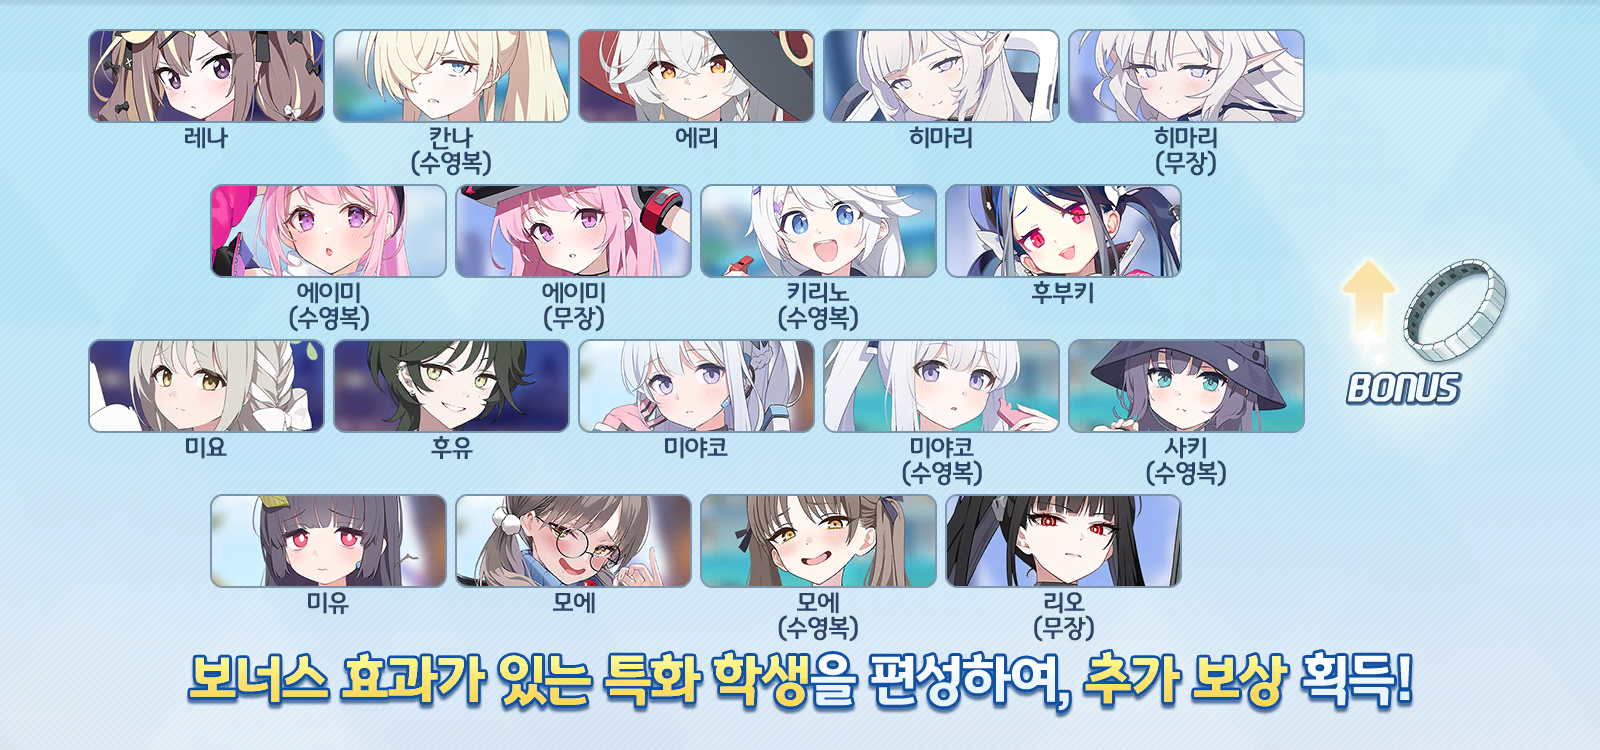 레나
칸나
(수영복)
에리
히마리
히마리
(무장)
에이미
(수영복)
에이미
(무장)
키리노
(수영복)
후부키
BONUS
미요
후유
미야코
미야코
(수영복)
사키
(수영복)
미유
모에
모에
(수영복)
리오
(무장)
보너스 효과가 있는 특화 학생을 편성하여, 추가 보상 획득!